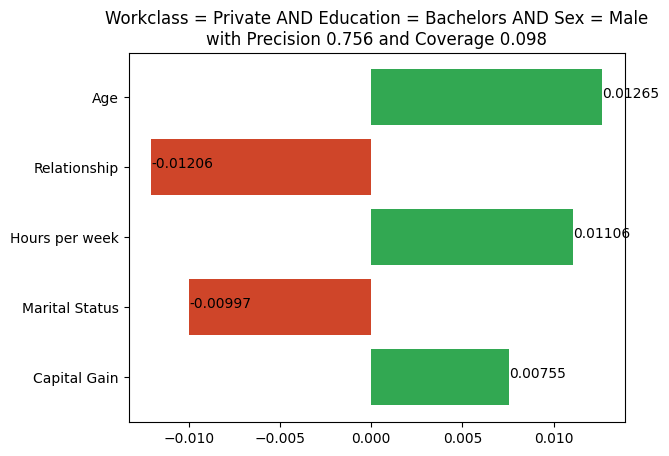 Workclass = Private AND Education = Bachelors AND Sex = Male
with Precision 0.756 and Coverage 0.098
Age
0.01265
Relationship
-0.01206
Hours per week
0.01106
Marital Status
-0.00997
Capital Gain
0.00755
−0.010
−0.005
0.000
0.005
0.010